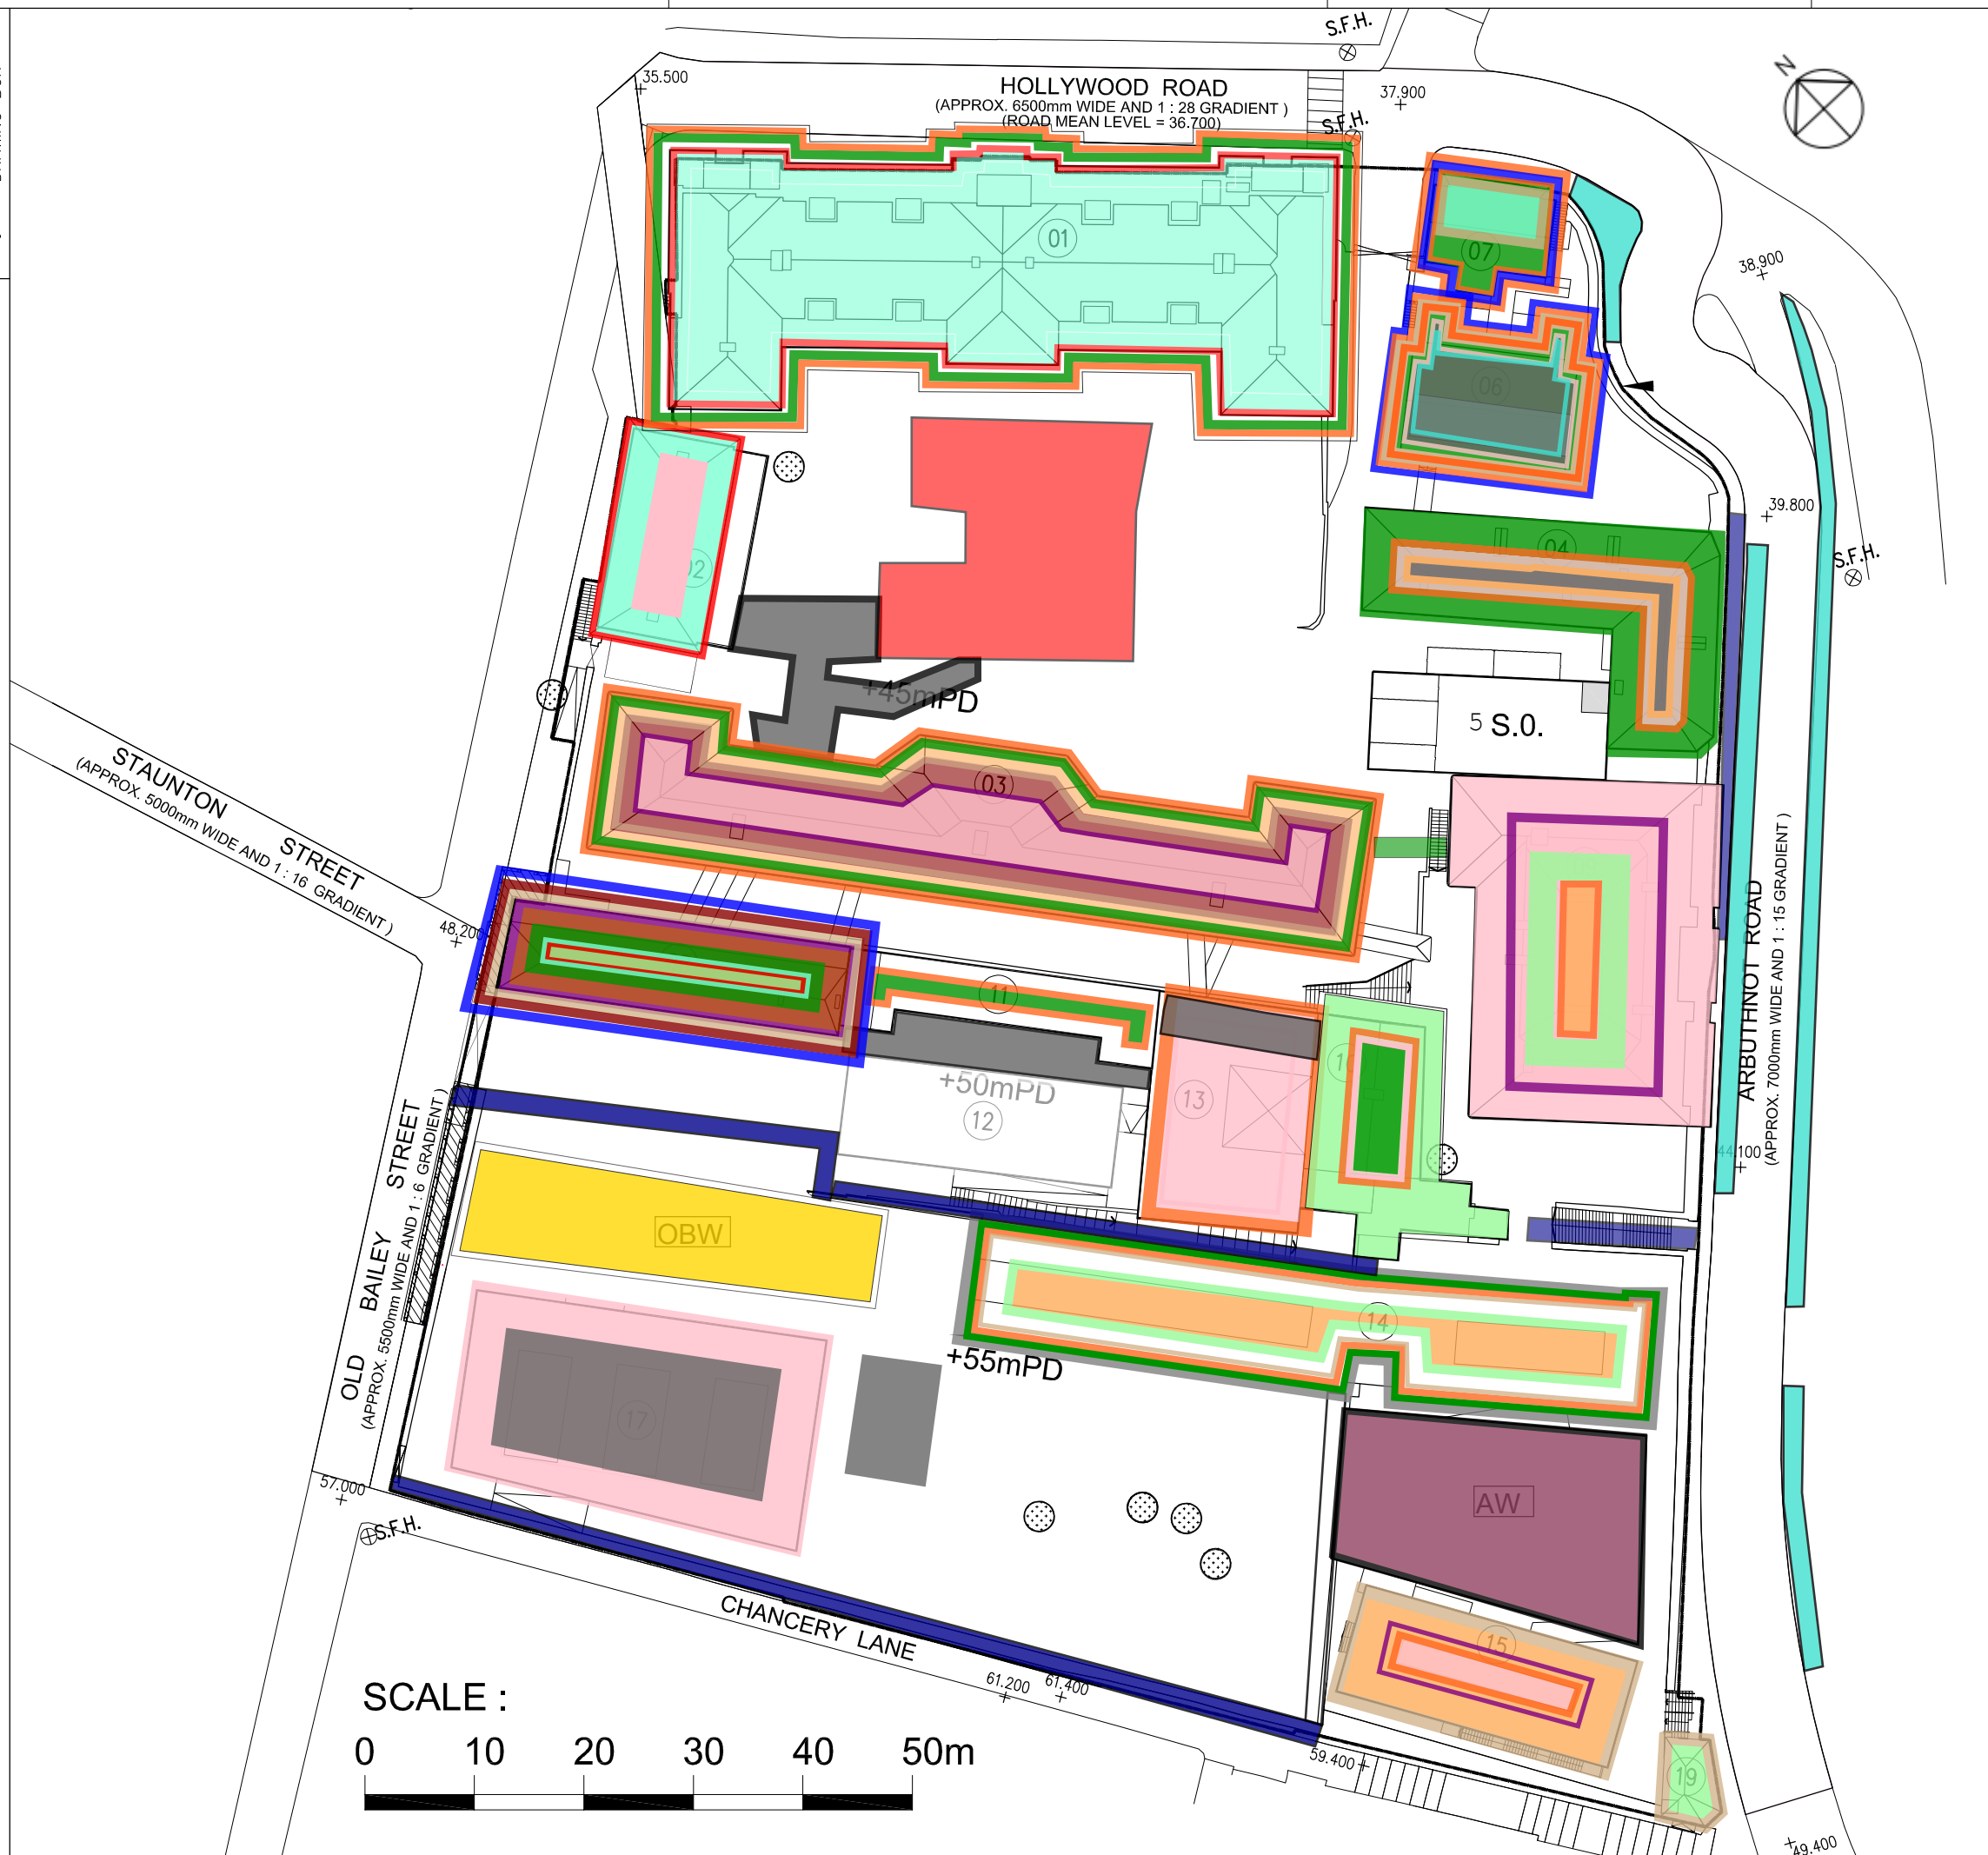 S.F.H.
N
35.500
HOLLYWOOD ROAD
(APPROX. 6500mm WIDE AND 1 : 28 GRADIENT )
(ROAD MEAN LEVEL = 36.700)
37.900
S.F.H.
01
07
38.900
06
39.800
02
04
S.F.H.
+45mPD
5 S.O.
03
STAUNTON STREET
(APPROX. 5000mm WIDE AND 1 : 16 GRADIENT )
48.200
11
ARBUTHNOT ROAD
(APPROX. 7000mm WIDE AND 1 : 15 GRADIENT )
+50mPD
12
13
44.100
OLD BAILEY STREET
(APPROX. 5500mm WIDE AND 1 : 6 GRADIENT )
OBW
14
+55mPD
17
57.000
S.F.H.
AW
CHANCERY LANE
15
61.200
61.400
59.400
19
49.400
SCALE :
0 10 20 30 40 50m